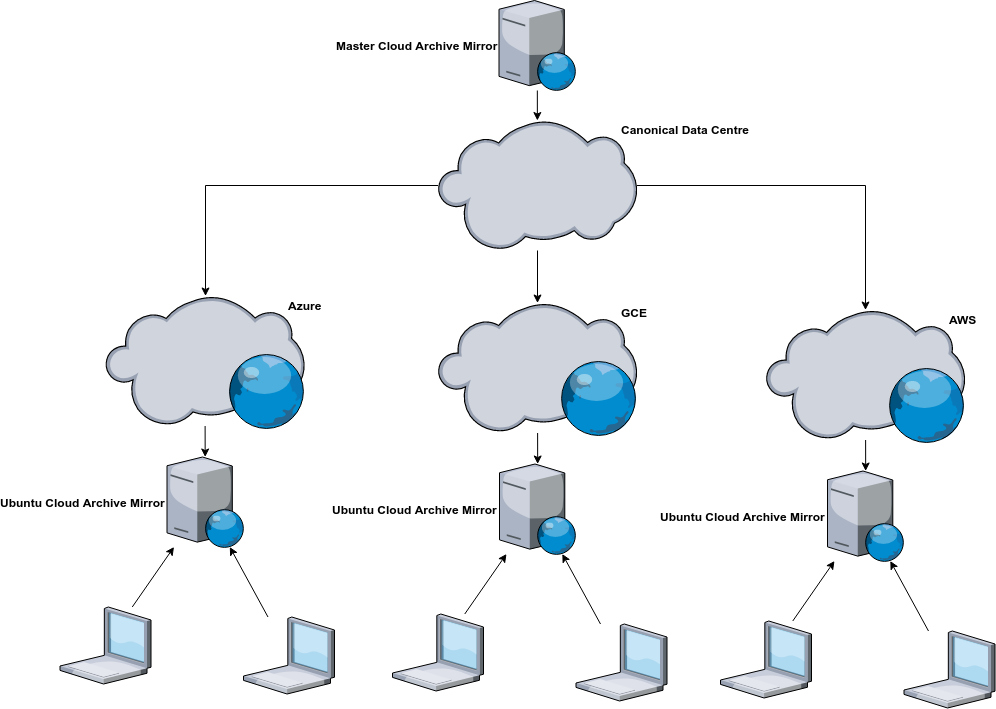 Master Cloud Archive Mirror
Canonical Data Centre
Azure
GCE
AWS
Ubuntu Cloud Archive Mirror
Ubuntu Cloud Archive Mirror
Ubuntu Cloud Archive Mirror